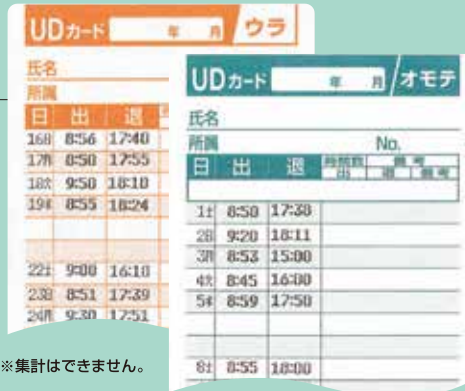 UDカード 年 月 ウラ
氏名
所属
日 出 退
16日 8:56 17:40
17月 8:50 17:55
18火 9:50 18:10
19水 8:55 18:24
22土 9:00 16:10
23日 8:51 17:39
24月 9:30 17:51
※集計はできません。
UDカード 年 月 オモテ
氏名
所属 No.
日 出 退 時間数 備考
1土 8:50 17:30
2日 9:20 18:11
3月 8:53 15:00
4火 8:45 16:00
5水 8:59 17:50
8土 8:55 18:00